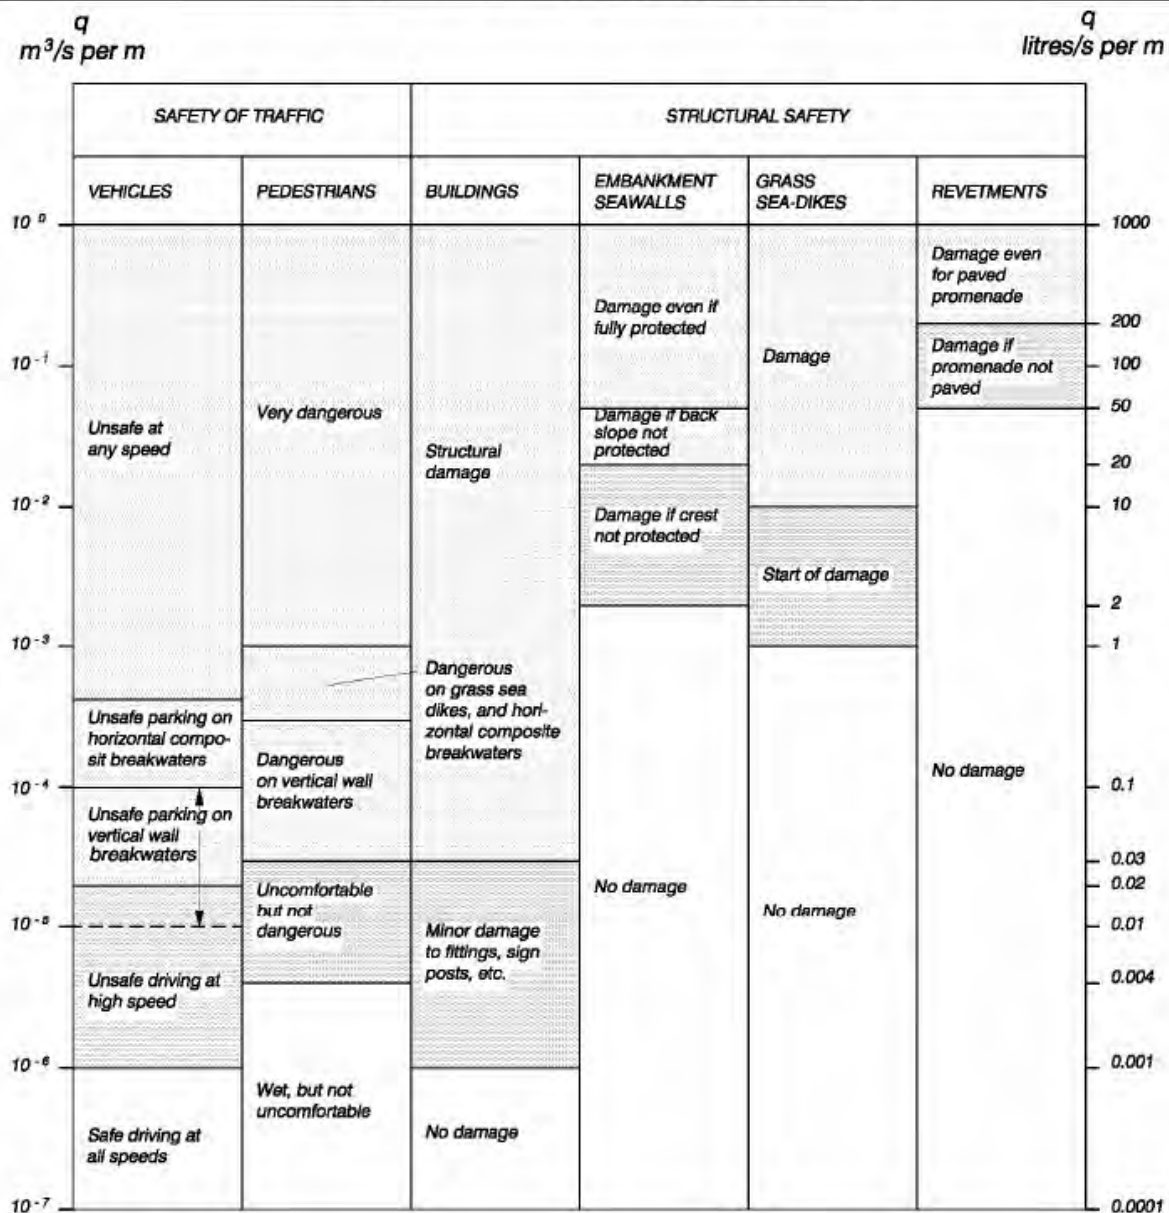 q
m³/s per m
q
litres/s per m
SAFETY OF TRAFFIC
STRUCTURAL SAFETY
VEHICLES
PEDESTRIANS
BUILDINGS
EMBANKMENT
SEAWALLS
GRASS
SEA-DIKES
REVETMENTS
10⁰
10⁻¹
10⁻²
10⁻³
10⁻⁴
10⁻⁵
10⁻⁶
10⁻⁷
Unsafe at
any speed
Unsafe parking on
horizontal compo-
sit breakwaters
Unsafe parking on
vertical wall
breakwaters
Unsafe driving at
high speed
Safe driving at
all speeds
Very dangerous
Dangerous
on vertical wall
breakwaters
Uncomfortable
but not
dangerous
Wet, but not
uncomfortable
Structural
damage
Dangerous
on grass sea
dikes, and hori-
zontal composite
breakwaters
Minor damage
to fittings, sign
posts, etc.
No damage
Damage even if
fully protected
Damage if back
slope not
protected
Damage if crest
not protected
No damage
Damage
Start of damage
No damage
Damage even
for paved
promenade
Damage if
promenade not
paved
No damage
1000
200
100
50
20
10
2
1
0.1
0.03
0.02
0.01
0.004
0.001
0.0001